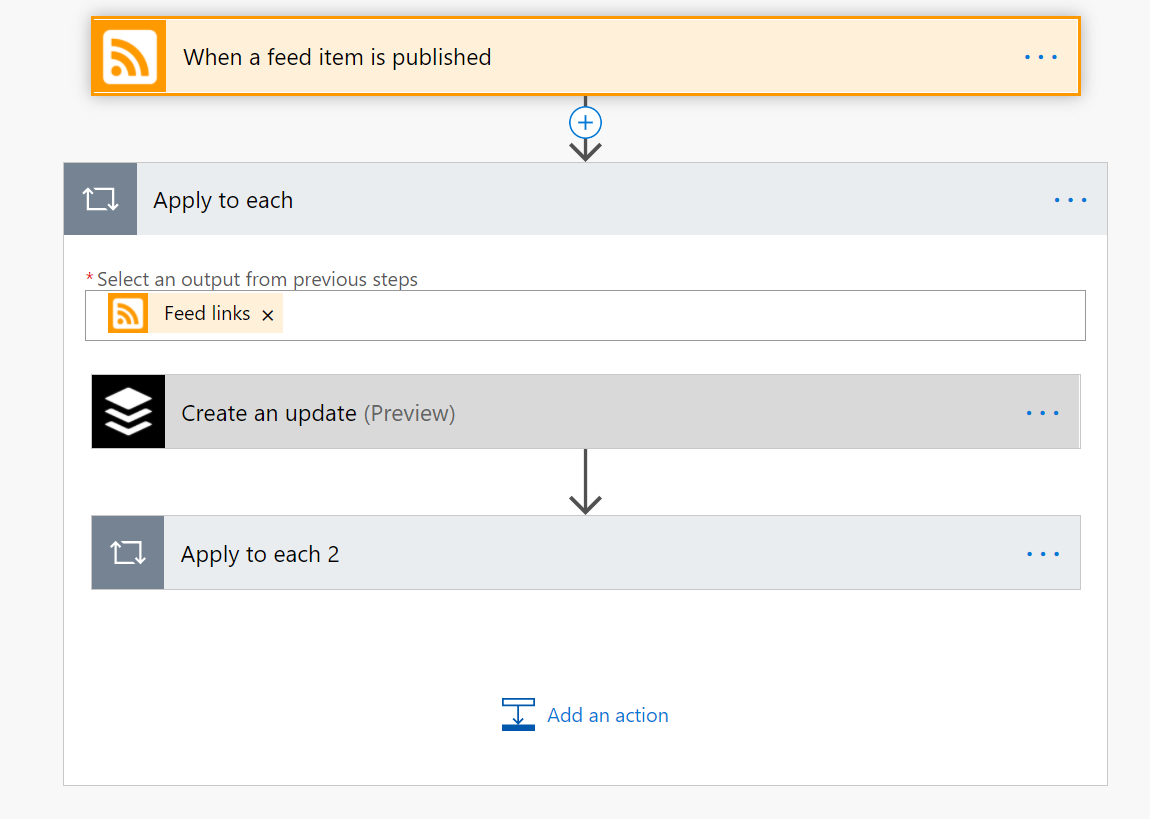 When a feed item is published
Apply to each
* Select an output from previous steps
Feed links ×
Create an update (Preview)
Apply to each 2
Add an action